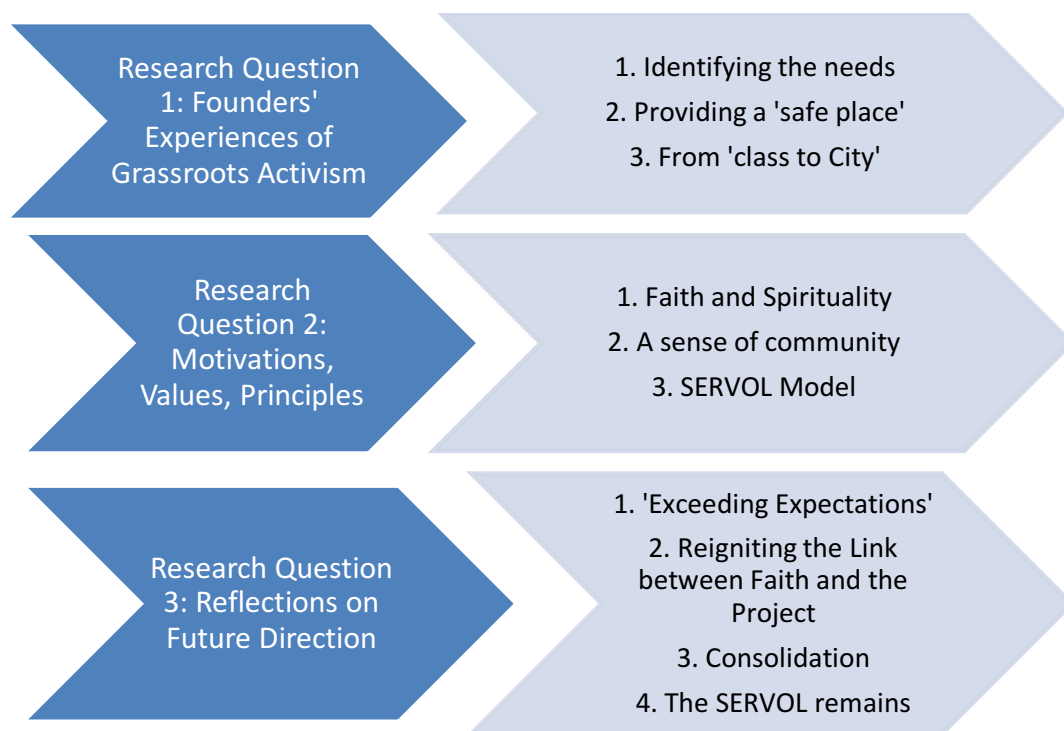 Research Question
1: Founders'
Experiences of
Grassroots Activism
1. Identifying the needs
2. Providing a 'safe place'
3. From 'class to City'
Research
Question 2:
Motivations,
Values, Principles
1. Faith and Spirituality
2. A sense of community
3. SERVOL Model
Research Question
3: Reflections on
Future Direction
1. 'Exceeding Expectations'
2. Reigniting the Link
between Faith and the
Project
3. Consolidation
4. The SERVOL remains